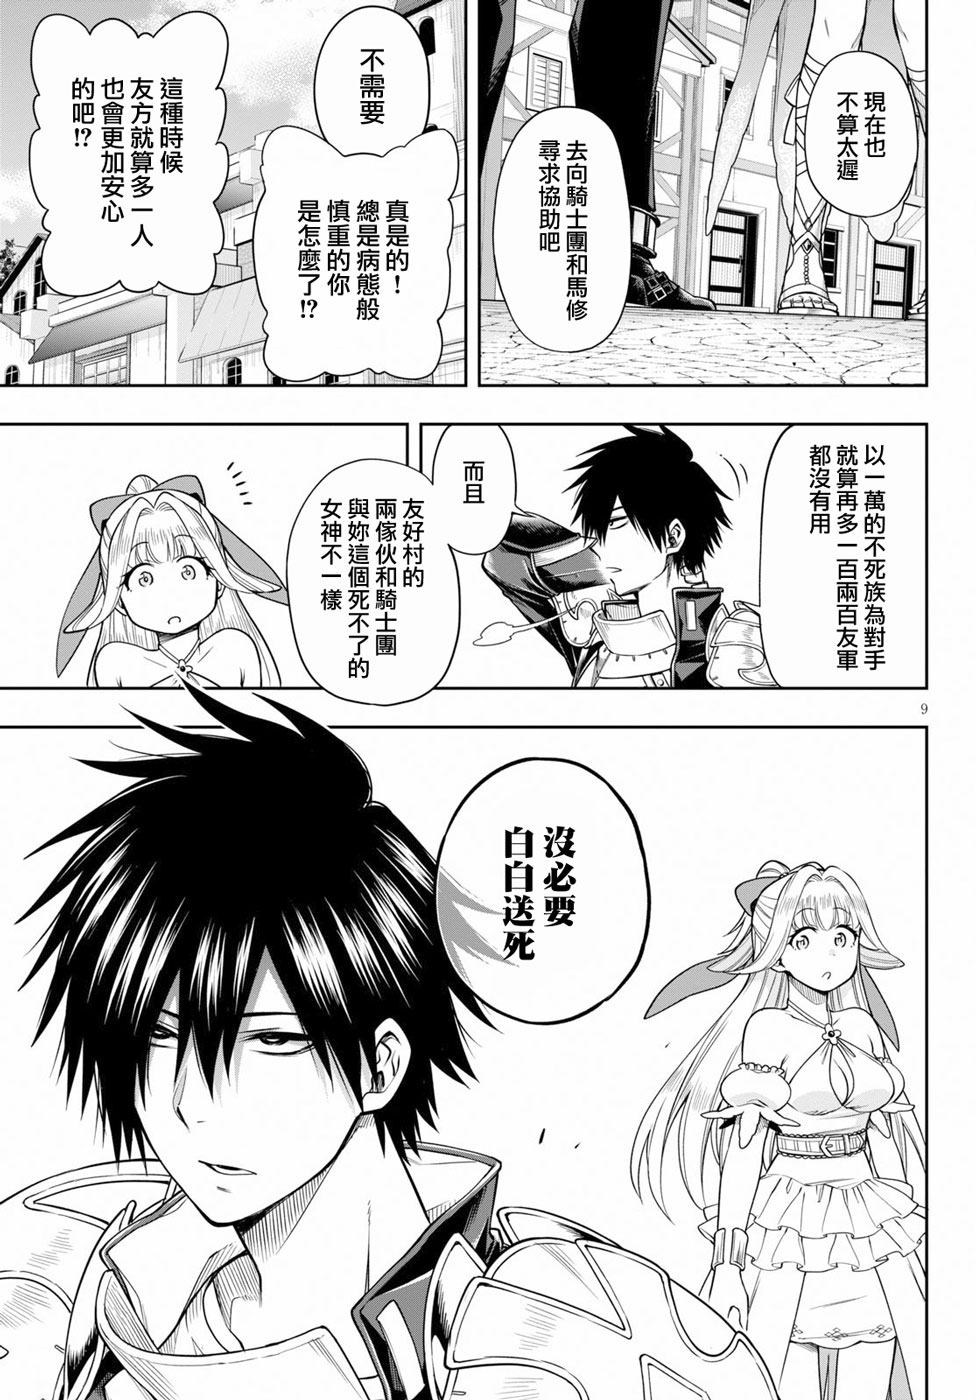 現在也
不算太遲
去向騎士團和馬修
尋求協助吧
不需要
真是的！
總是病態般
慎重的你
是怎麼了!?
這種時候
友方就算多一人
也會更加安心
的吧!?
以一萬的不死族為對手
就算再多一百兩百友軍
都沒有用
而且
友好村的
兩傢伙和騎士團
與妳這個死不了的
女神不一樣
9
沒必要
白白送死